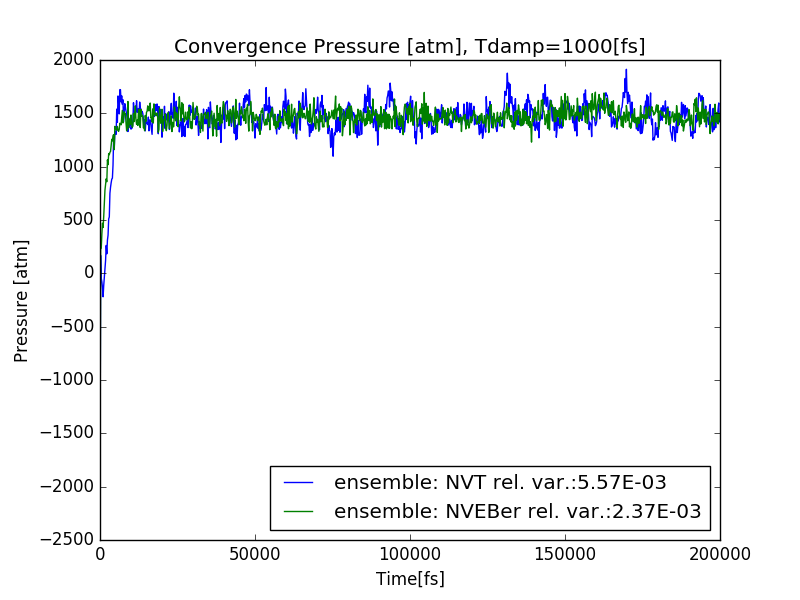 Convergence Pressure [atm], Tdamp=1000[fs]
2000
1500
1000
500
0
−500
−1000
−1500
−2000
−2500
Pressure [atm]
ensemble: NVT rel. var.:5.57E-03
ensemble: NVEBer rel. var.:2.37E-03
0 50000 100000 150000 200000
Time[fs]